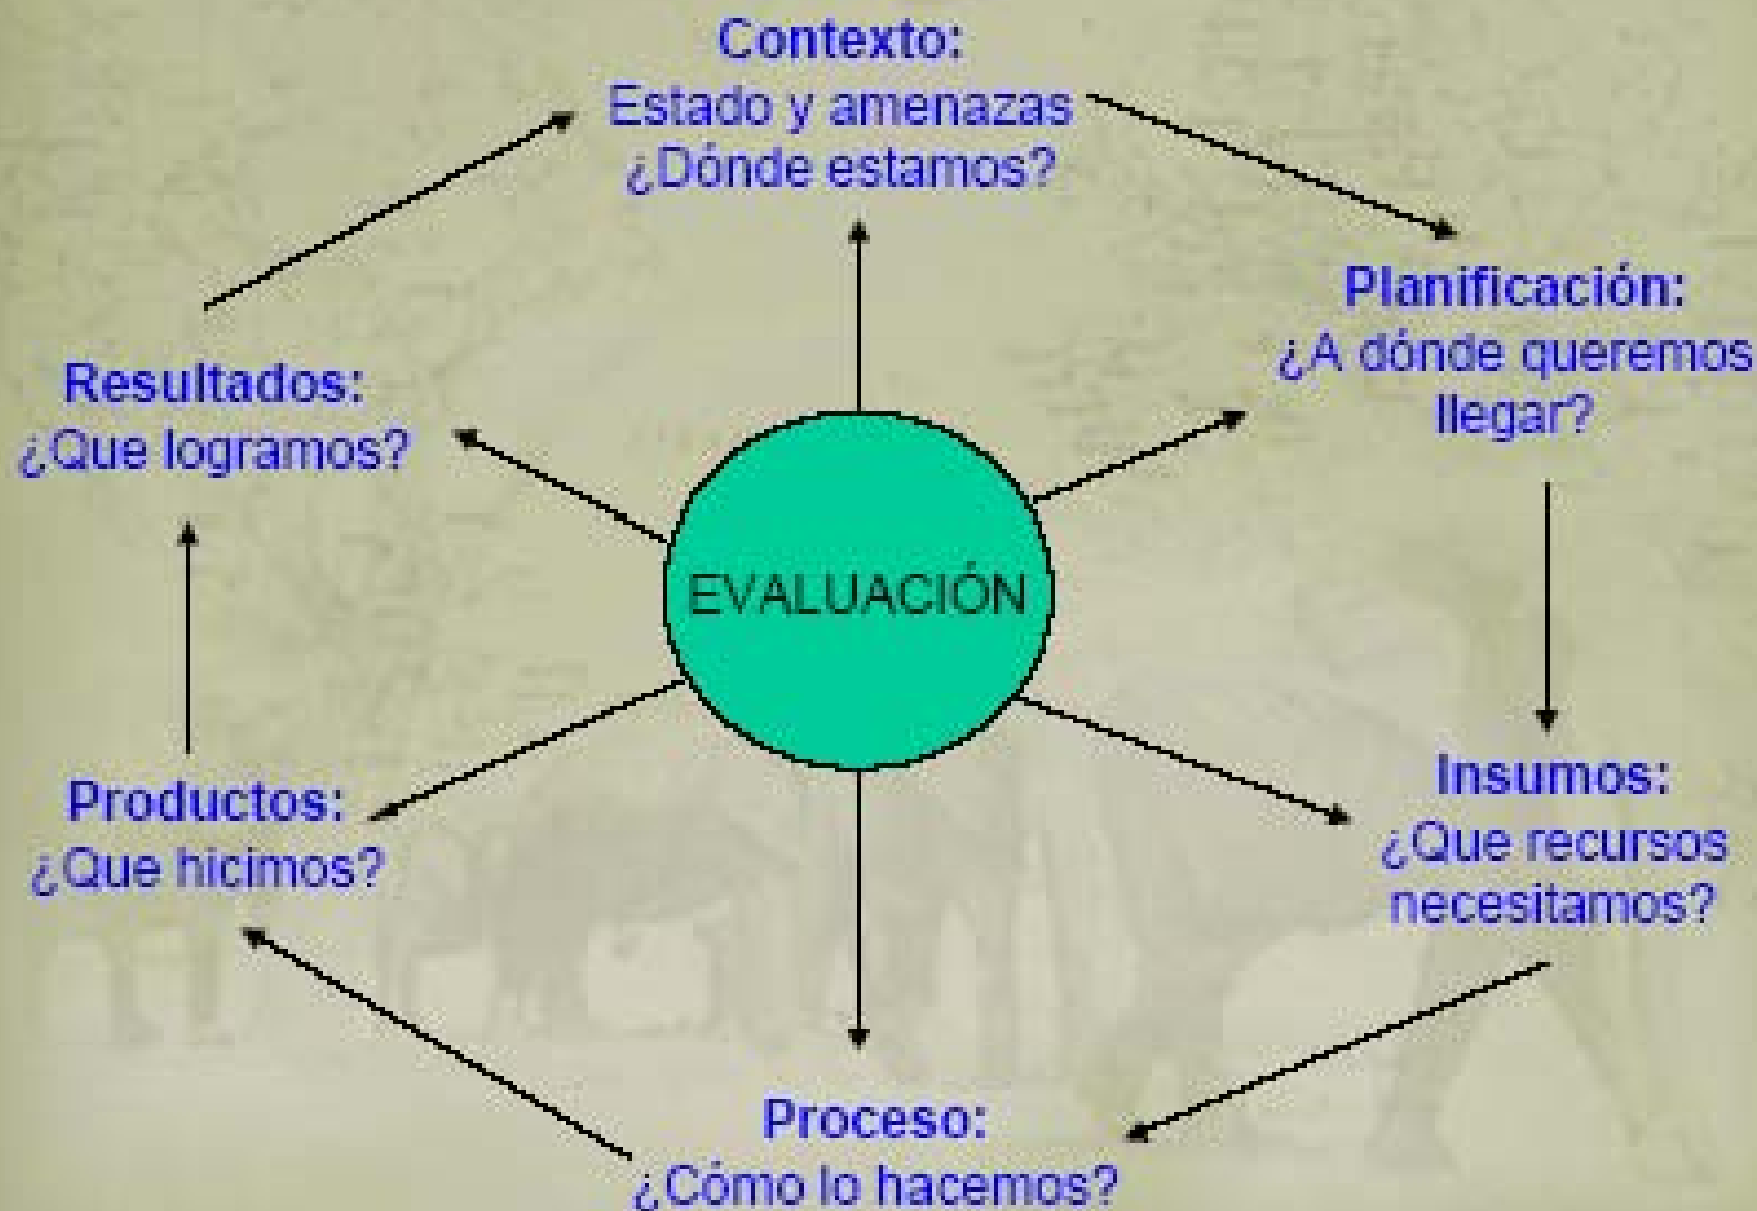 Contexto:
Estado y amenazas
¿Dónde estamos?
Planificación:
¿A dónde queremos
llegar?
Resultados:
¿Que logramos?
EVALUACIÓN
Insumos:
¿Que recursos
necesitamos?
Productos:
¿Que hicimos?
Proceso:
¿Cómo lo hacemos?